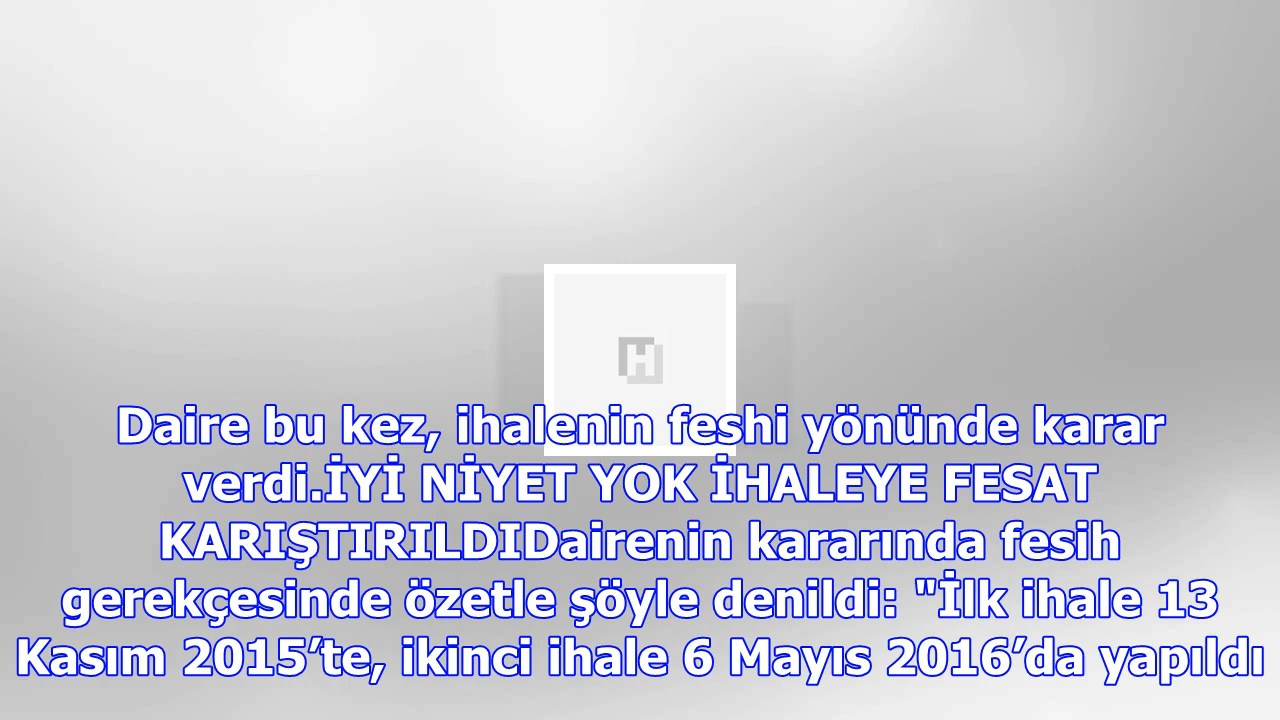 H
Daire bu kez, ihalenin feshi yönünde karar
verdi.İYİ NİYET YOK İHALEYE FESAT
KARIŞTIRILDIDairenin kararında fesih
gerekçesinde özetle şöyle denildi: "İlk ihale 13
Kasım 2015’te, ikinci ihale 6 Mayıs 2016’da yapıldı